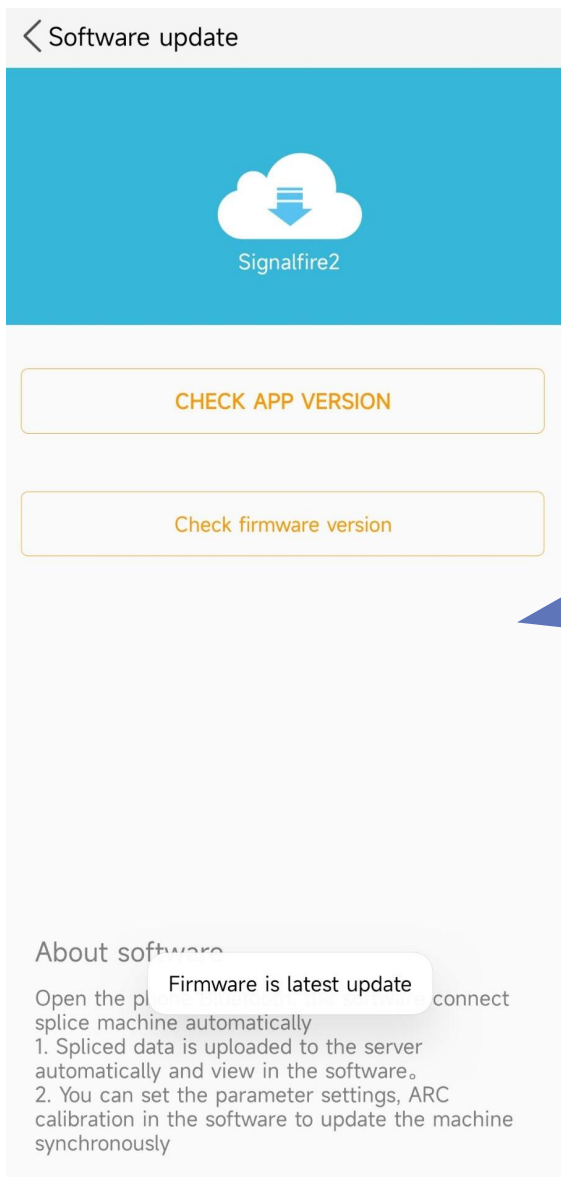 Software update
Signalfire2
CHECK APP VERSION
Check firmware version
About software
Firmware is latest update
Open the phone connect
splice machine automatically
1. Spliced data is uploaded to the server
automatically and view in the software。
2. You can set the parameter settings, ARC
calibration in the software to update the machine
synchronously